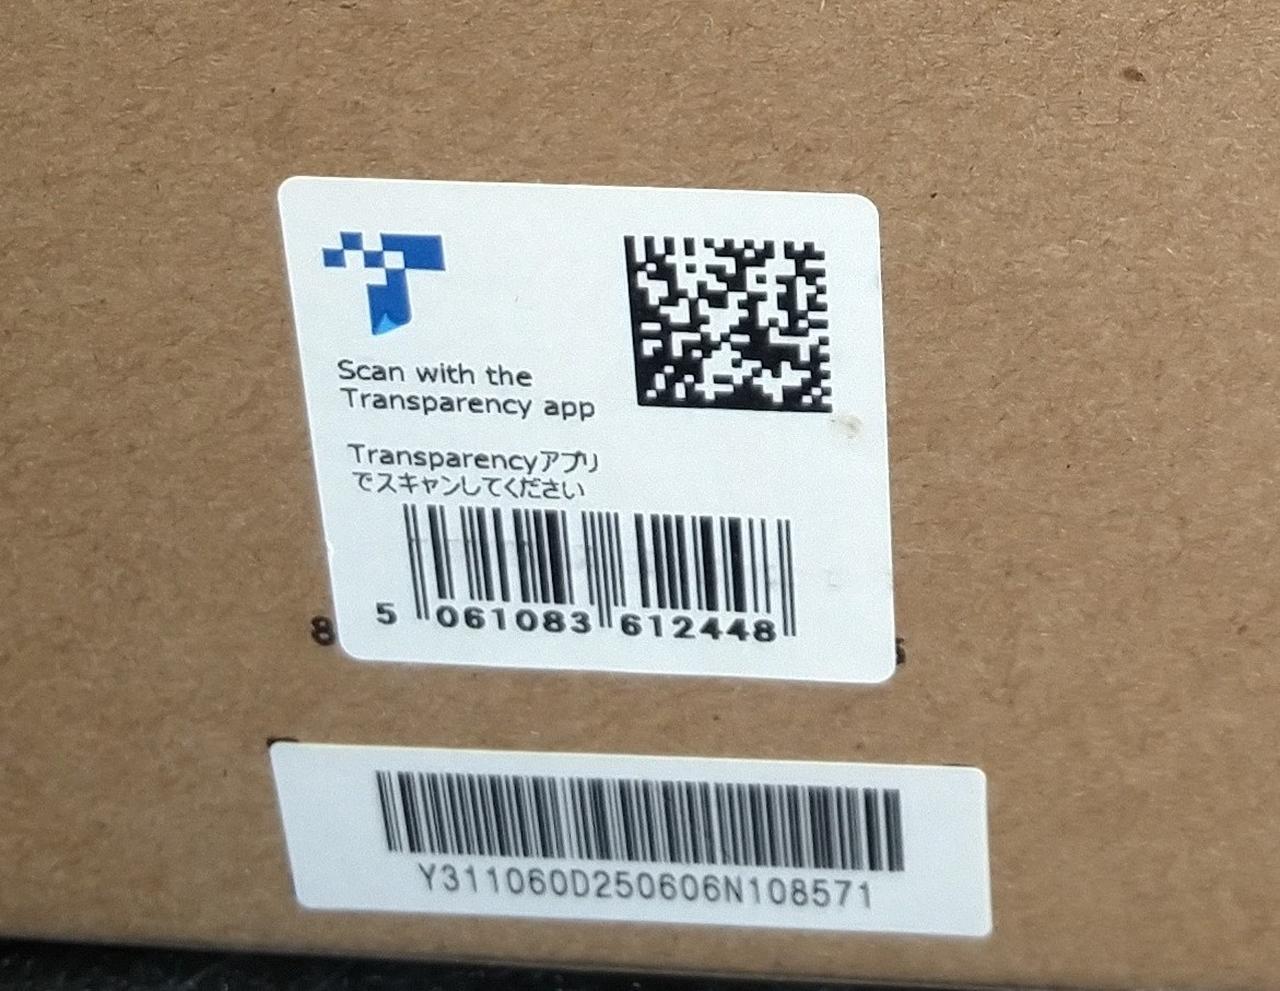 Scan with the
Transparency app
Transparencyアプリ
でスキャンしてください
5 061083 612448
8
Y311060D250606N108571